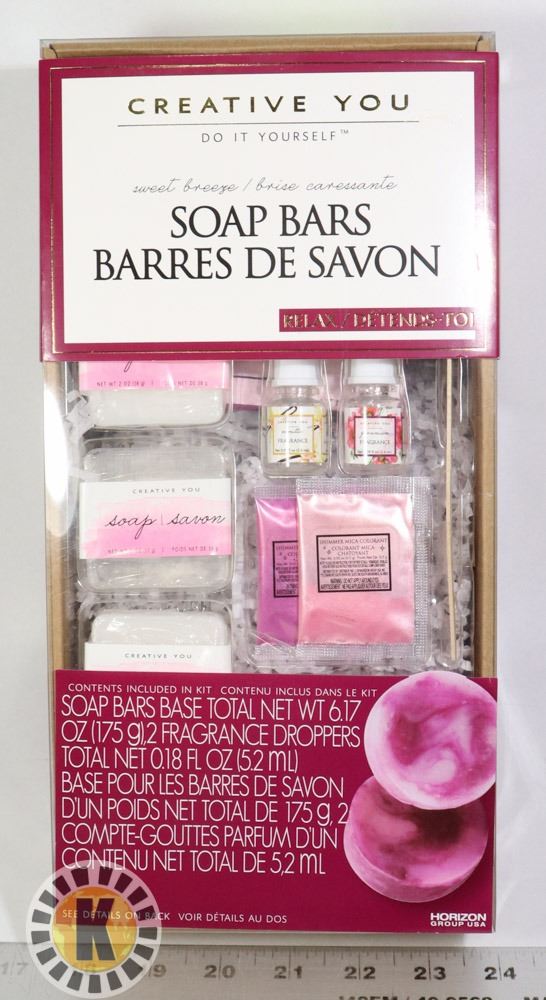 CREATIVE YOU
DO IT YOURSELF™
sweet breeze / brise caressante
SOAP BARS
BARRES DE SAVON
RELAX / DÉTENDS-TOI
FRAGRANCE
FRAGRANCE
CREATIVE YOU
soap | savon
SHIMMER MICA COLORANT
COLORANT MICA
CHATOYANT
CREATIVE YOU
CONTENTS INCLUDED IN KIT CONTENU INCLUS DANS LE KIT
SOAP BARS BASE TOTAL NET WT 6.17
OZ (175 g),2 FRAGRANCE DROPPERS
TOTAL NET 0.18 FL OZ (5.2 mL)
BASE POUR LES BARRES DE SAVON
D'UN POIDS NET TOTAL DE 175 g, 2
COMPTE-GOUTTES PARFUM D'UN
CONTENU NET TOTAL DE 5,2 mL
SEE DETAILS ON BACK VOIR DÉTAILS AU DOS
HORIZON
GROUP USA
K
17 19 20 21 22 23 24